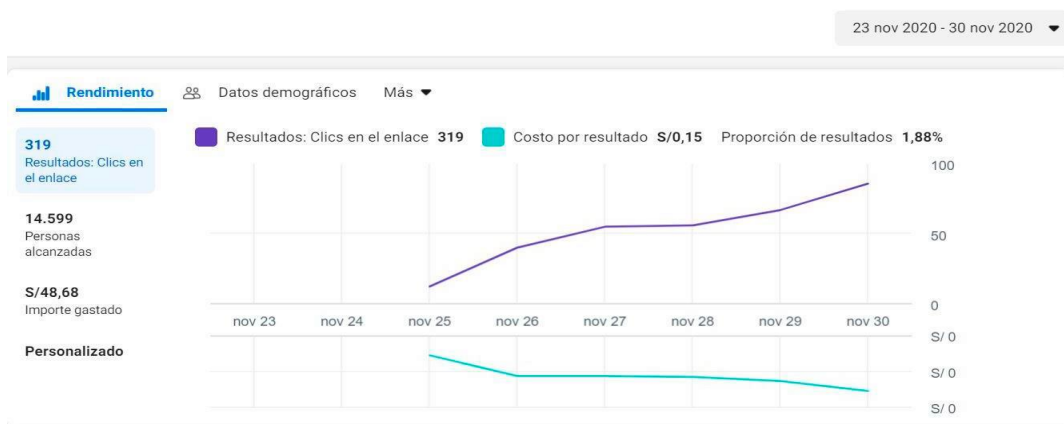 23 nov 2020 - 30 nov 2020
Rendimiento Datos demográficos Más
319
Resultados: Clics en
el enlace
14.599
Personas
alcanzadas
S/48,68
Importe gastado
Personalizado
Resultados: Clics en el enlace 319 Costo por resultado S/0,15 Proporción de resultados 1,88%
100
50
0
nov 23 nov 24 nov 25 nov 26 nov 27 nov 28 nov 29 nov 30
S/ 0
S/ 0
S/ 0